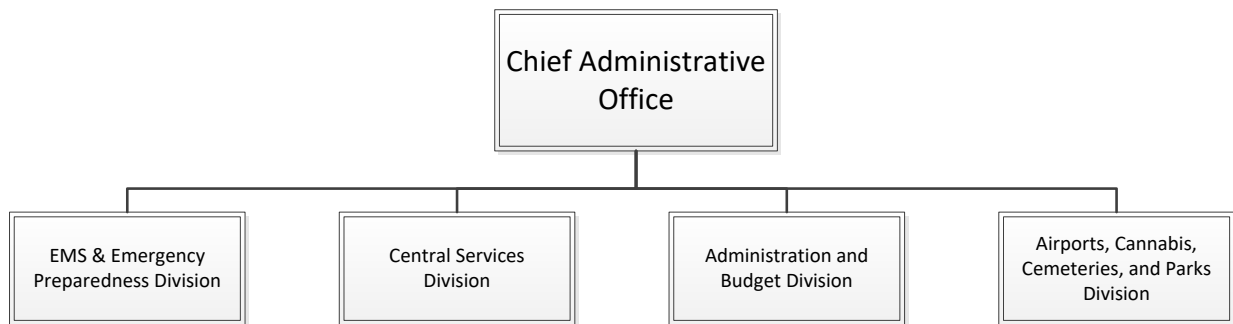 Chief Administrative
Office
EMS & Emergency
Preparedness Division
Central Services
Division
Administration and
Budget Division
Airports, Cannabis,
Cemeteries, and Parks
Division